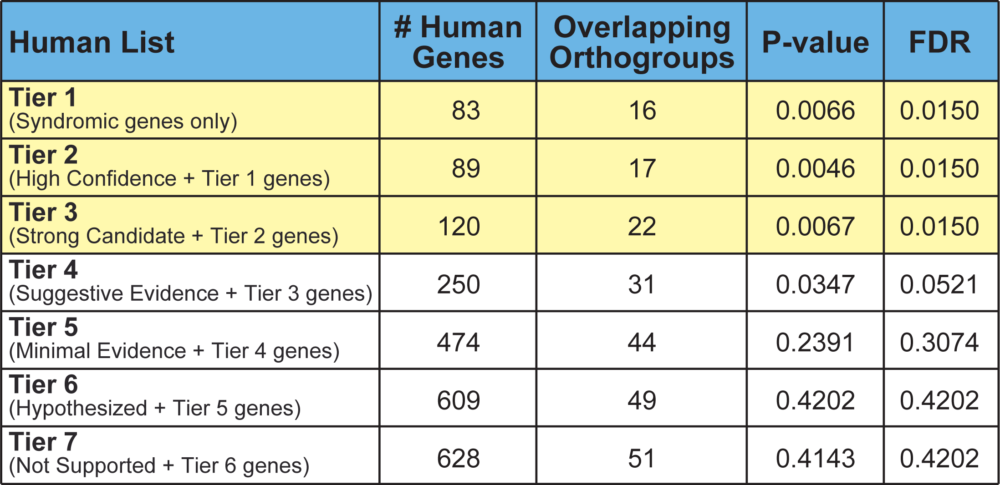 Human List
# Human
Genes
Overlapping
Orthogroups
P-value
FDR
Tier 1
(Syndromic genes only)
83
16
0.0066
0.0150
Tier 2
(High Confidence + Tier 1 genes)
89
17
0.0046
0.0150
Tier 3
(Strong Candidate + Tier 2 genes)
120
22
0.0067
0.0150
Tier 4
(Suggestive Evidence + Tier 3 genes)
250
31
0.0347
0.0521
Tier 5
(Minimal Evidence + Tier 4 genes)
474
44
0.2391
0.3074
Tier 6
(Hypothesized + Tier 5 genes)
609
49
0.4202
0.4202
Tier 7
(Not Supported + Tier 6 genes)
628
51
0.4143
0.4202